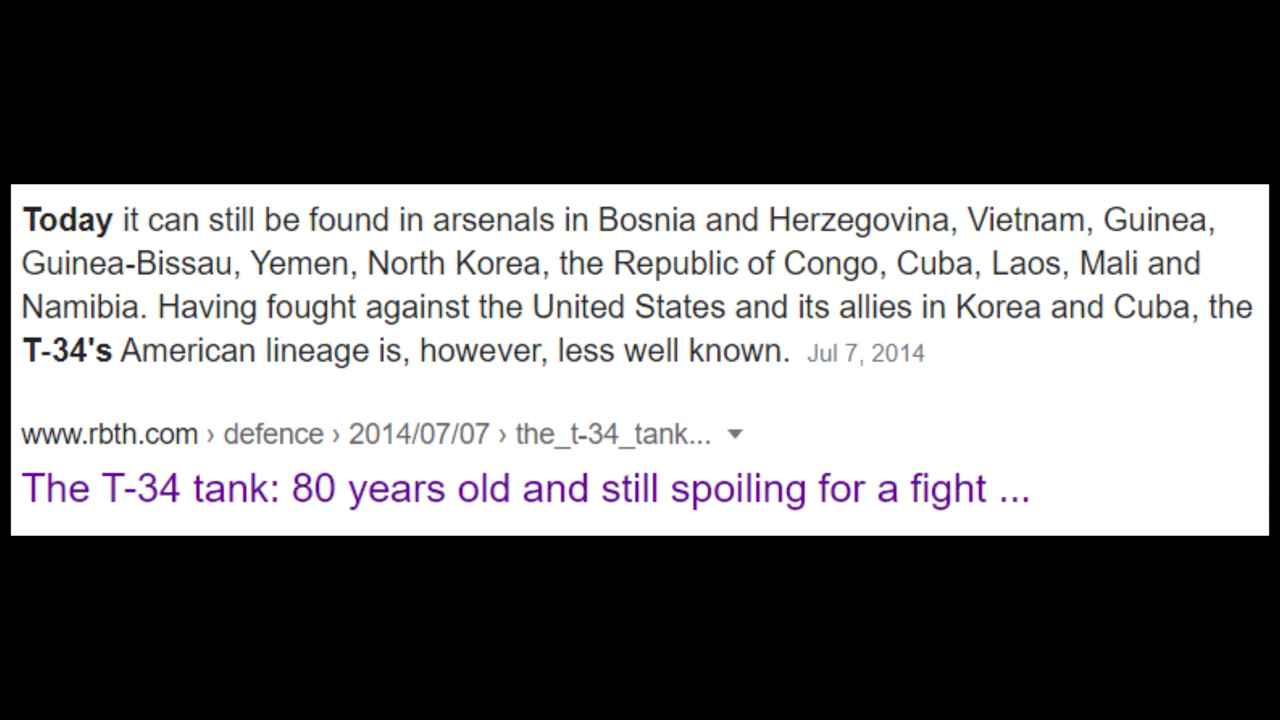 Today it can still be found in arsenals in Bosnia and Herzegovina, Vietnam, Guinea,
Guinea-Bissau, Yemen, North Korea, the Republic of Congo, Cuba, Laos, Mali and
Namibia. Having fought against the United States and its allies in Korea and Cuba, the
T-34's American lineage is, however, less well known. Jul 7, 2014
www.rbth.com › defence › 2014/07/07 › the_t-34_tank...
The T-34 tank: 80 years old and still spoiling for a fight ...